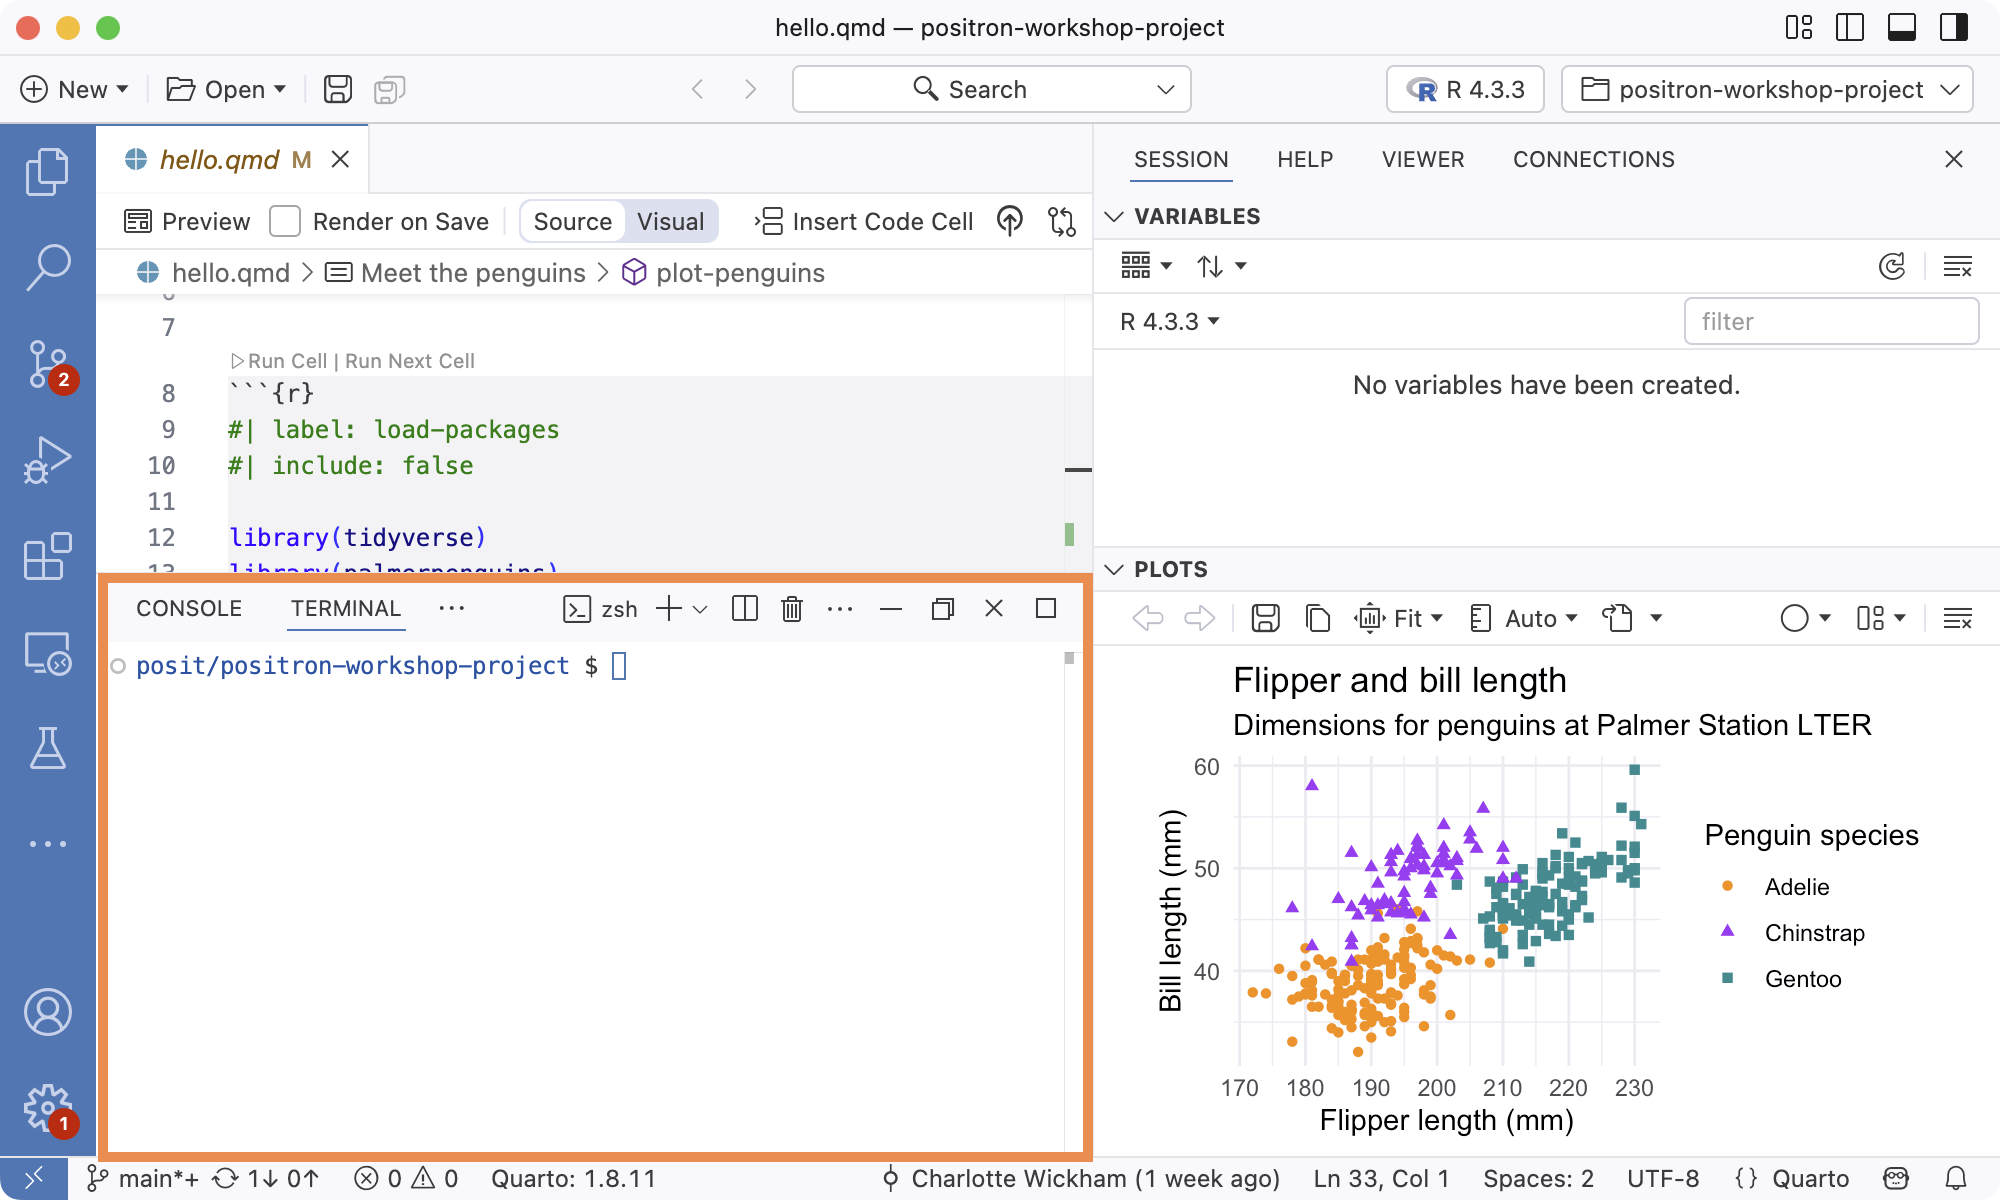 hello.qmd — positron-workshop-project
New
Open
Search
R 4.3.3
positron-workshop-project
hello.qmd M
Preview
Render on Save
Source
Visual
Insert Code Cell
hello.qmd > Meet the penguins > plot-penguins
6
7
Run Cell | Run Next Cell
8 ```{r}
9 #| label: load-packages
10 #| include: false
11
12 library(tidyverse)
13 library(palmerpenguins)
2
1
CONSOLE
TERMINAL
zsh
posit/positron-workshop-project $
SESSION
HELP
VIEWER
CONNECTIONS
VARIABLES
R 4.3.3
filter
No variables have been created.
PLOTS
Fit
Auto
Flipper and bill length
Dimensions for penguins at Palmer Station LTER
60
50
40
Bill length (mm)
170 180 190 200 210 220 230
Flipper length (mm)
Penguin species
Adelie
Chinstrap
Gentoo
main*+ 1↓ 0↑ 0 0 Quarto: 1.8.11 Charlotte Wickham (1 week ago) Ln 33, Col 1 Spaces: 2 UTF-8 {} Quarto